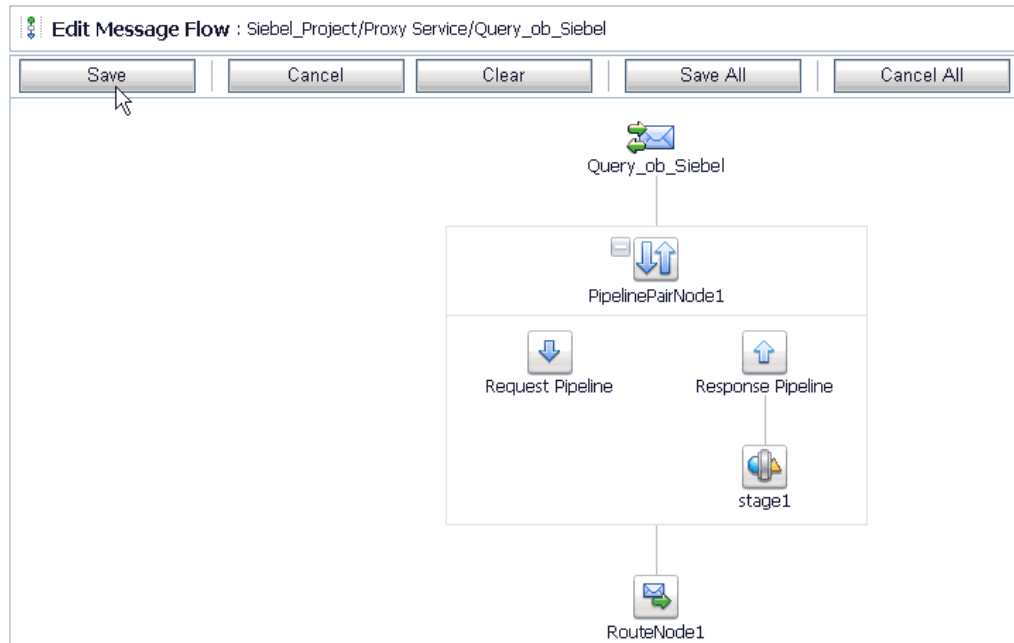 Edit Message Flow : Siebel_Project/Proxy Service/Query_ob_Siebel
Save Cancel Clear Save All Cancel All
Query_ob_Siebel
PipelinePairNode1
Request Pipeline Response Pipeline
stage1
RouteNode1